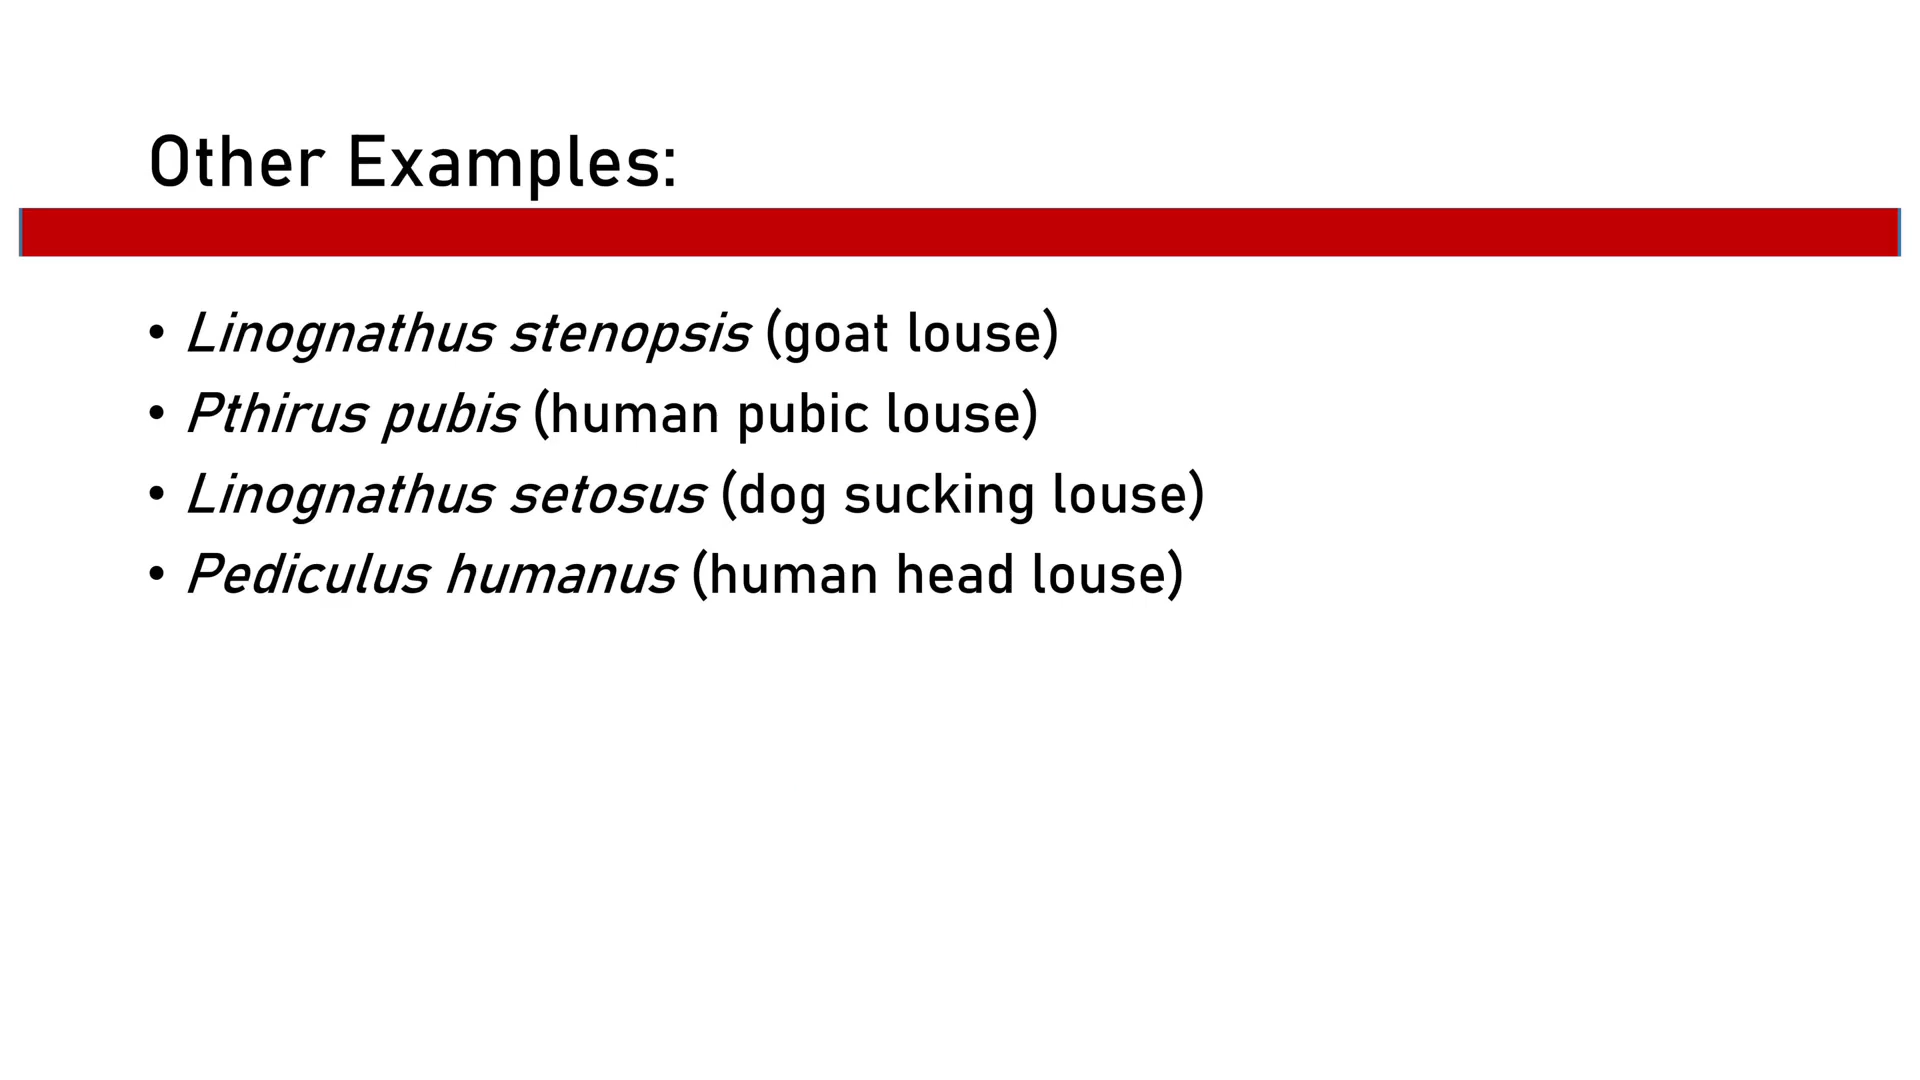 Other Examples:
• Linognathus stenopsis (goat louse)
• Pthirus pubis (human pubic louse)
• Linognathus setosus (dog sucking louse)
• Pediculus humanus (human head louse)